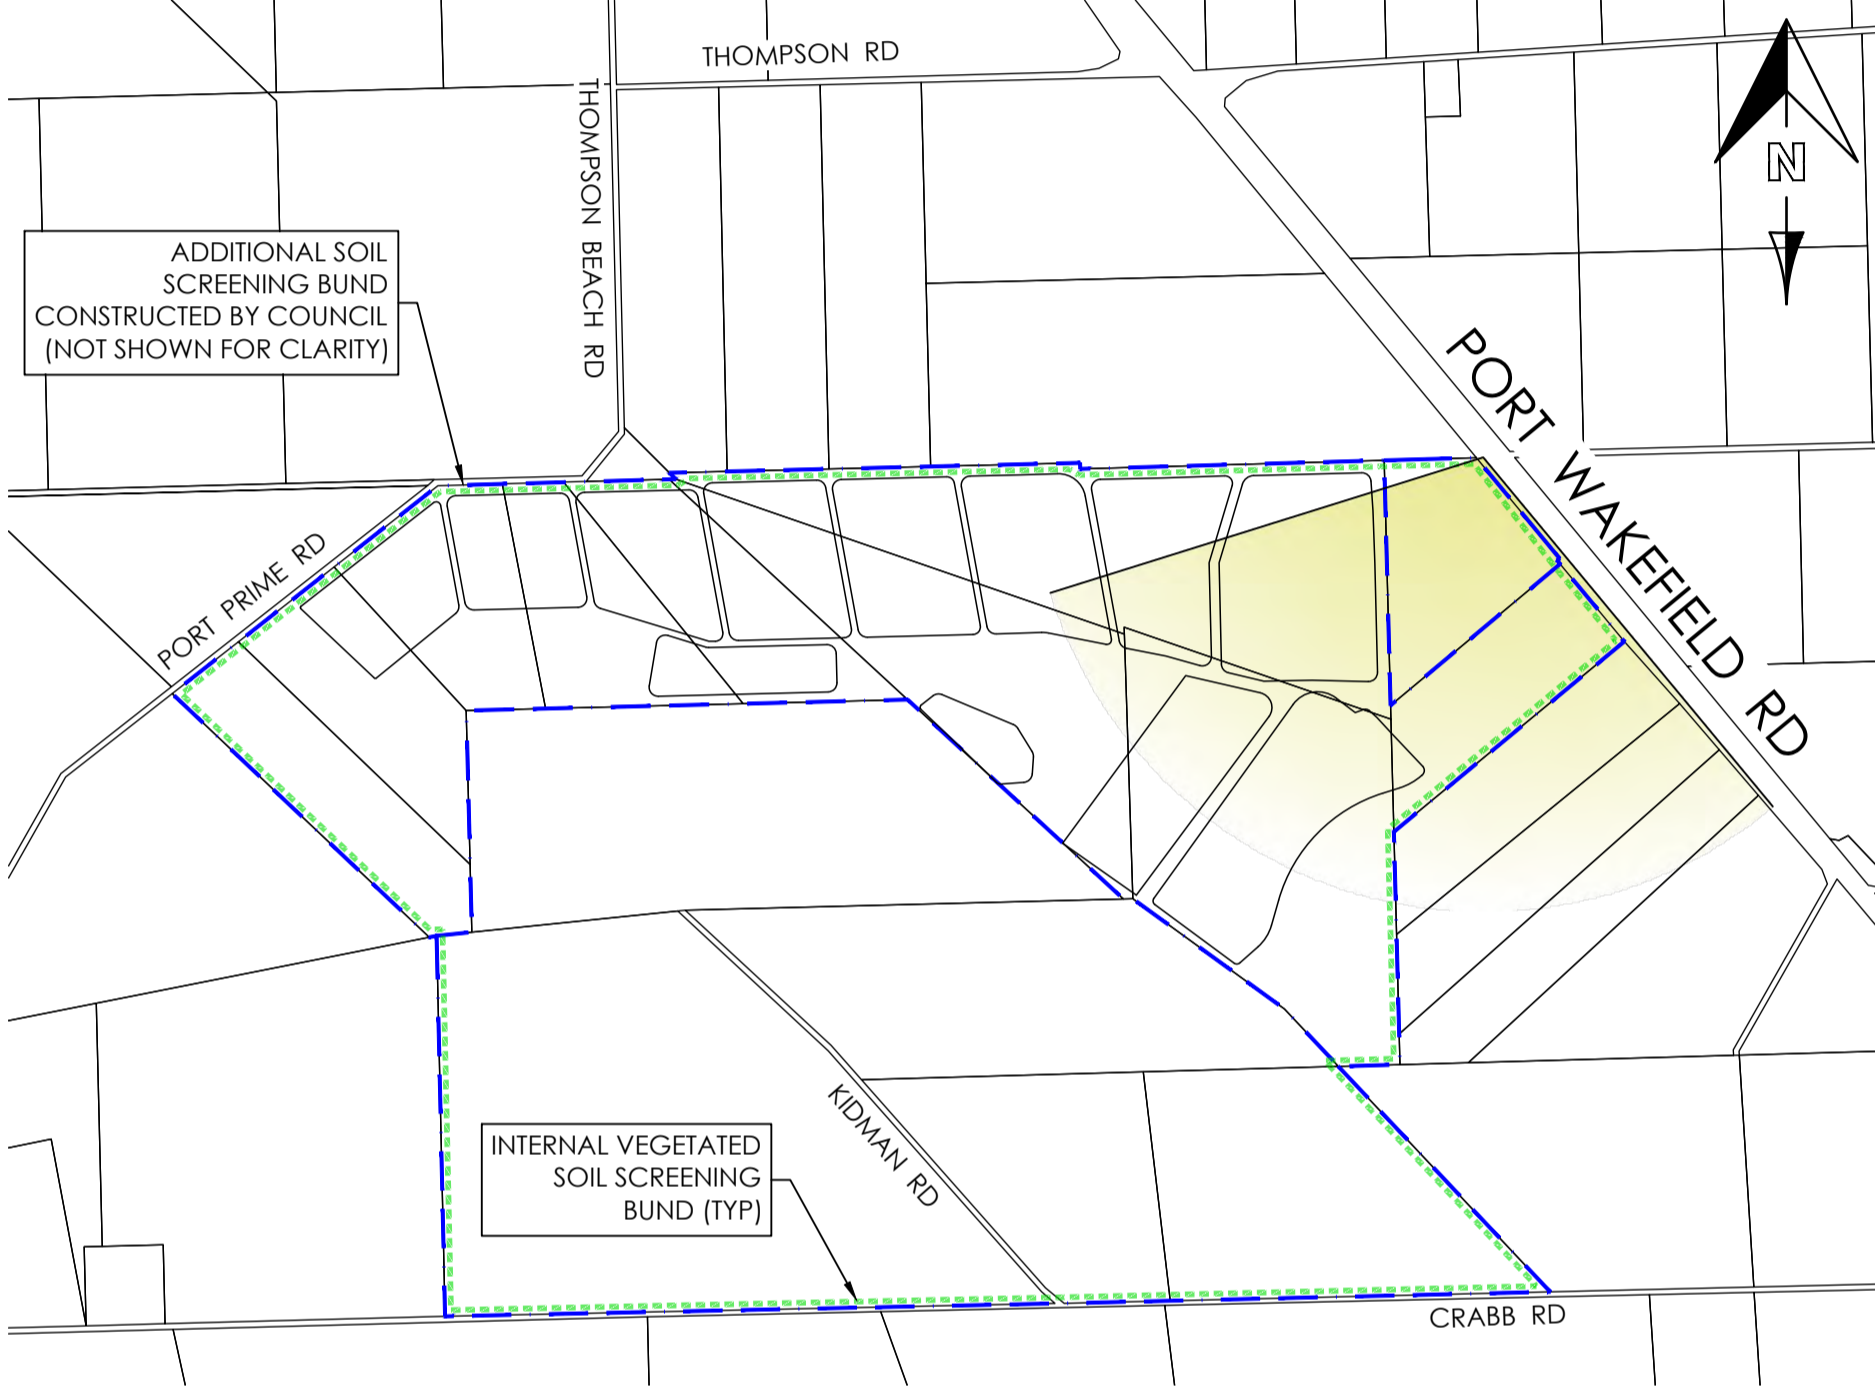 THOMPSON RD
THOMPSON BEACH RD
N
ADDITIONAL SOIL
SCREENING BUND
CONSTRUCTED BY COUNCIL
(NOT SHOWN FOR CLARITY)
PORT WAKEFIELD RD
PORT PRIME RD
KIDMAN RD
INTERNAL VEGETATED
SOIL SCREENING
BUND (TYP)
CRABB RD